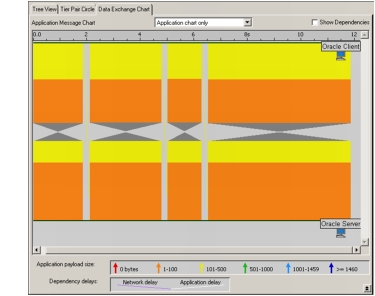 Tree View Tier Pair Circle Data Exchange Chart
Application Message Chart Application chart only Show Dependencies
0.0 2 4 6 8 10 12
Oracle Client
Oracle Server
Application payload size: 0 bytes 1-100 101-500 501-1000 1001-1459 >= 1460
Dependency delays: Network delay Application delay